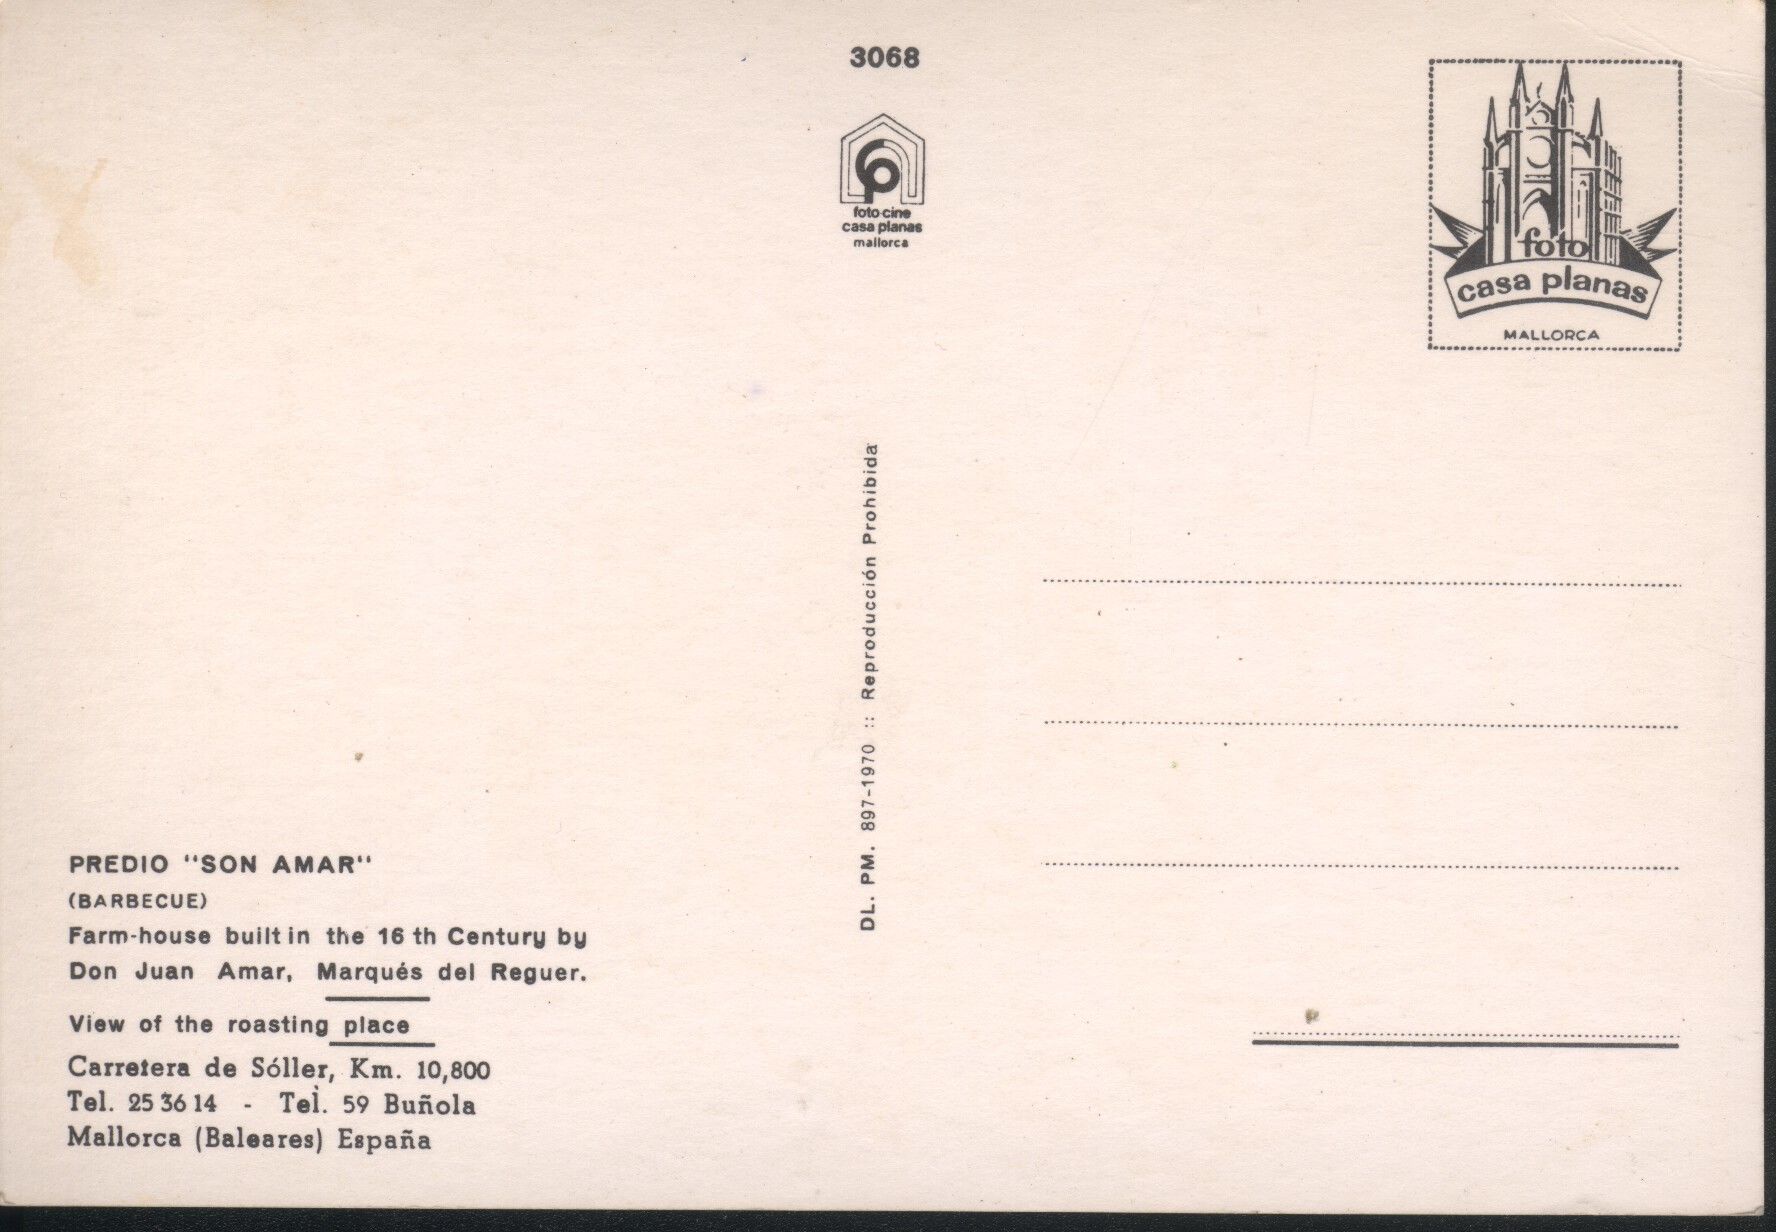 3068
foto-cine
casa planas
mallorca
foto
casa planas
MALLORCA
DL. PM. 897-1970 :: Reproducción Prohibida
PREDIO "SON AMAR"
(BARBECUE)
Farm-house built in the 16 th Century by
Don Juan Amar, Marqués del Reguer.
View of the roasting place
Carretera de Sóller, Km. 10,800
Tel. 25 36 14 - Tel. 59 Buñola
Mallorca (Baleares) España